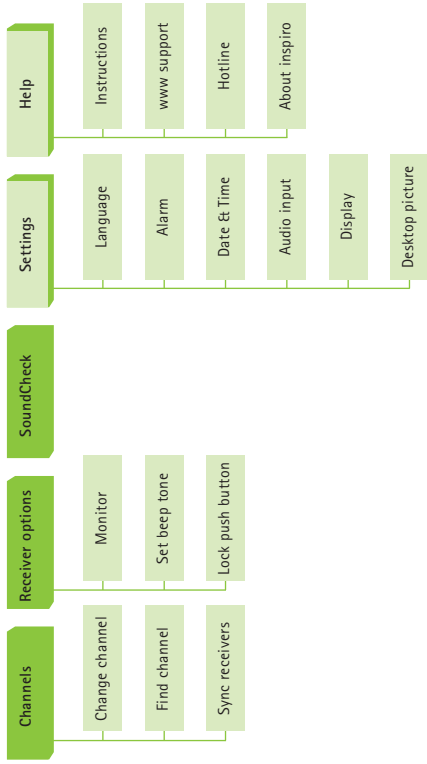 Channels
Change channel
Find channel
Sync receivers
Receiver options
Monitor
Set beep tone
Lock push button
SoundCheck
Settings
Language
Alarm
Date & Time
Audio input
Display
Desktop picture
Help
Instructions
www support
Hotline
About inspiro